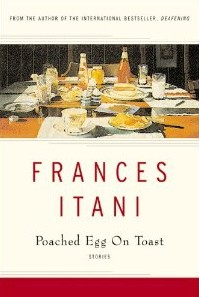 FROM THE AUTHOR OF THE INTERNATIONAL BESTSELLER, DEAFENING
FRANCES
ITANI
Poached Egg On Toast
STORIES